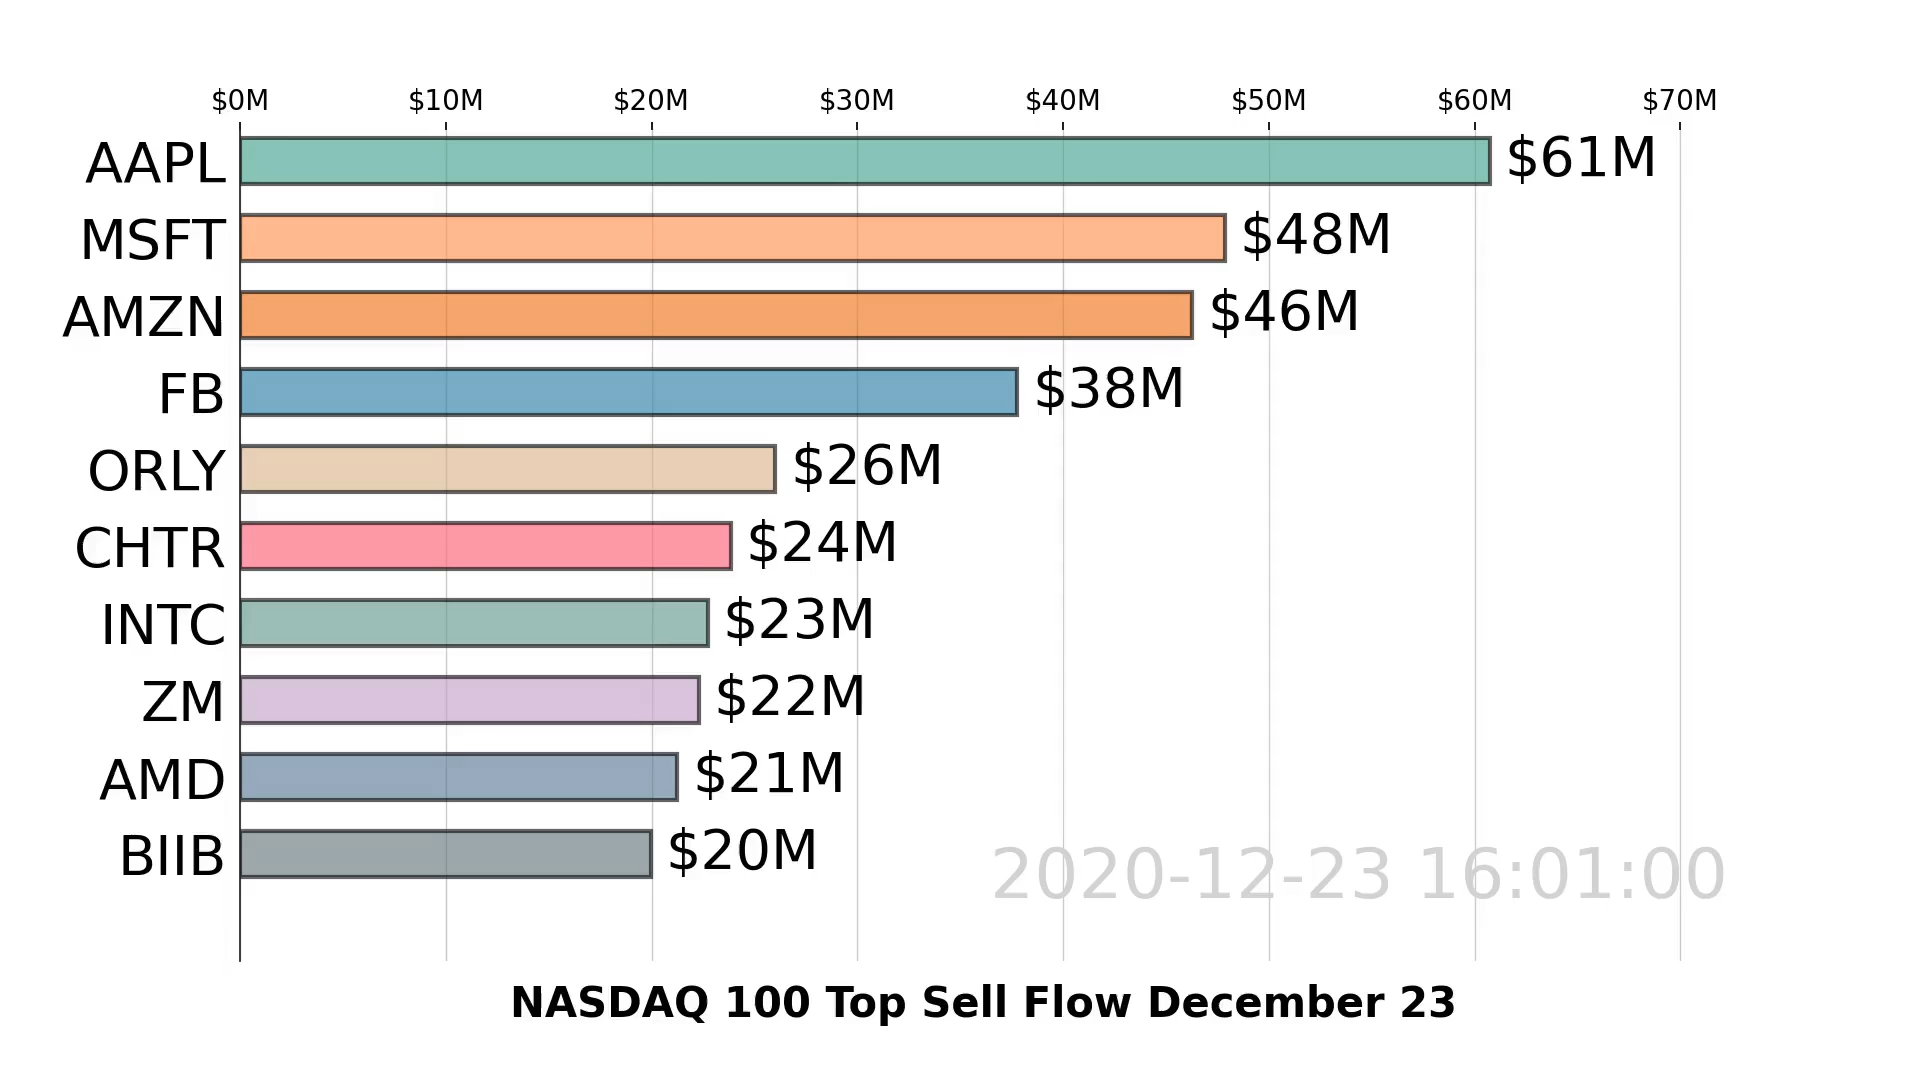 $0M $10M $20M $30M $40M $50M $60M $70M
AAPL $61M
MSFT $48M
AMZN $46M
FB $38M
ORLY $26M
CHTR $24M
INTC $23M
ZM $22M
AMD $21M
BIIB $20M
2020-12-23 16:01:00
NASDAQ 100 Top Sell Flow December 23